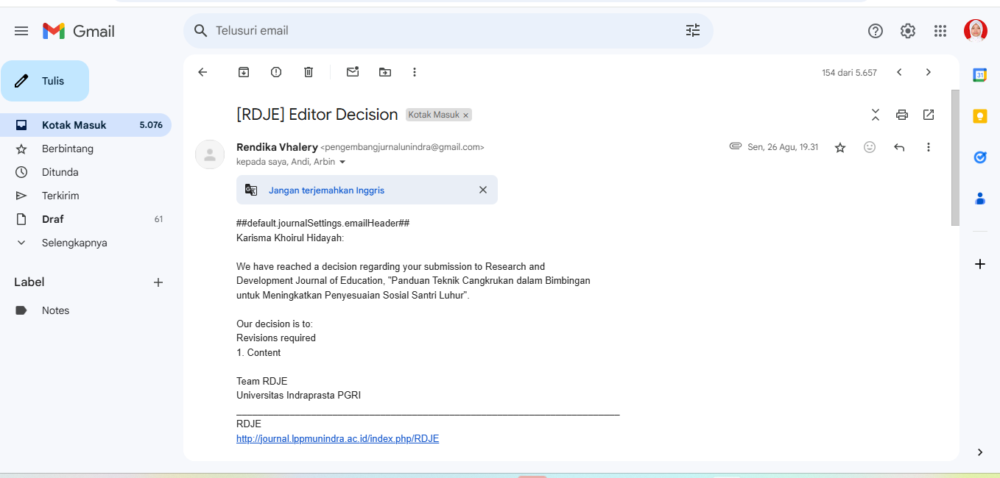 Gmail
Telusuri email
Tulis
154 dari 5.657
Kotak Masuk 5.076
Berbintang
Ditunda
Terkirim
Draf 61
Selengkapnya
Label
Notes
[RDJE] Editor Decision Kotak Masuk ×
Rendika Vhalery <pengembangjurnalunindra@gmail.com> Sen, 26 Agu, 19.31
kepada saya, Andi, Arbin
Jangan terjemahkan Inggris
##default.journalSettings.emailHeader##
Karisma Khoirul Hidayah:
We have reached a decision regarding your submission to Research and
Development Journal of Education, "Panduan Teknik Cangkrukan dalam Bimbingan
untuk Meningkatkan Penyesuaian Sosial Santri Luhur".
Our decision is to:
Revisions required
1. Content
Team RDJE
Universitas Indraprasta PGRI
________________________________________________________________________
RDJE
http://journal.lppmunindra.ac.id/index.php/RDJE
31